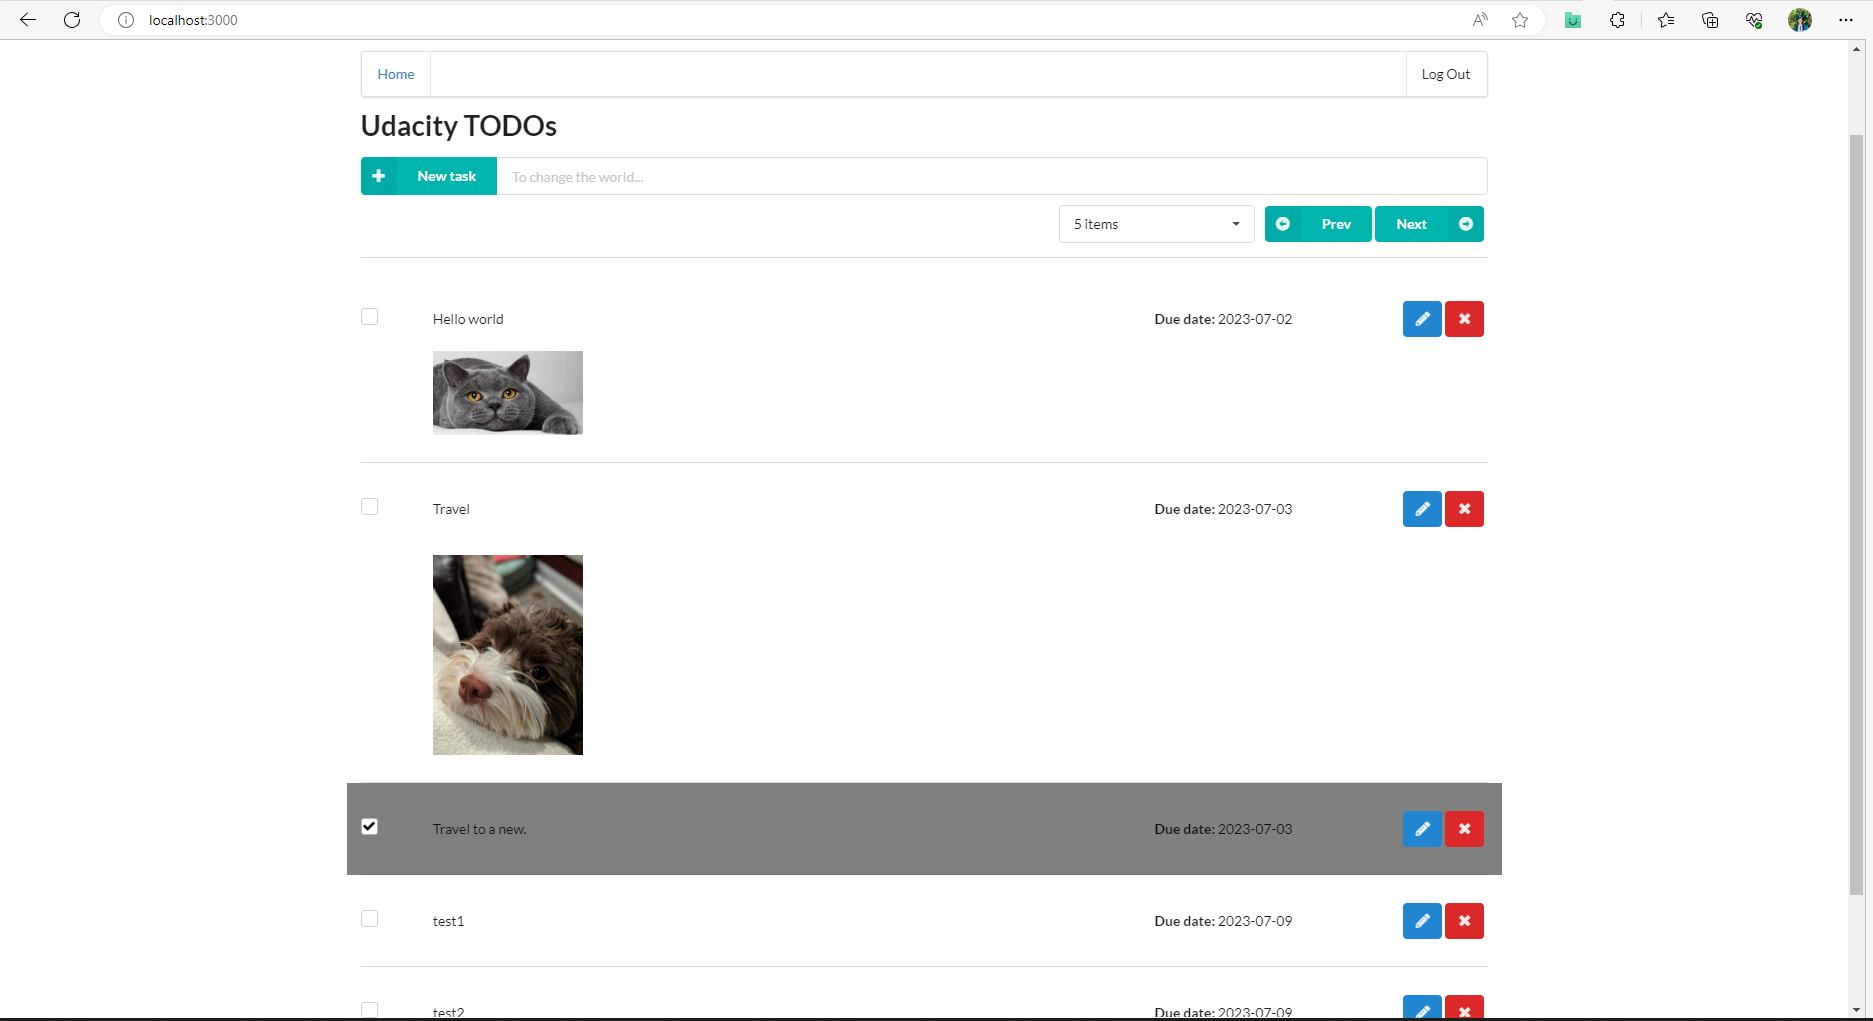 localhost:3000
Home
Log Out
Udacity TODOs
New task
To change the world...
5 items
Prev
Next
Hello world
Due date: 2023-07-02
Travel
Due date: 2023-07-03
Travel to a new.
Due date: 2023-07-03
test1
Due date: 2023-07-09
test2
Due date: 2023-07-09